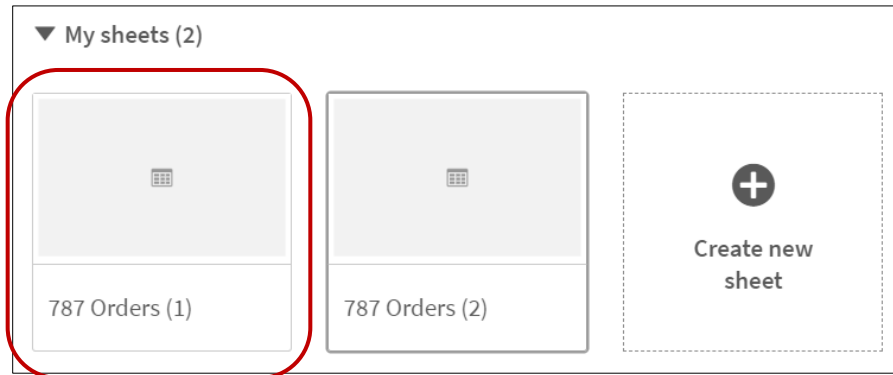 My sheets (2)
787 Orders (1)
787 Orders (2)
Create new
sheet